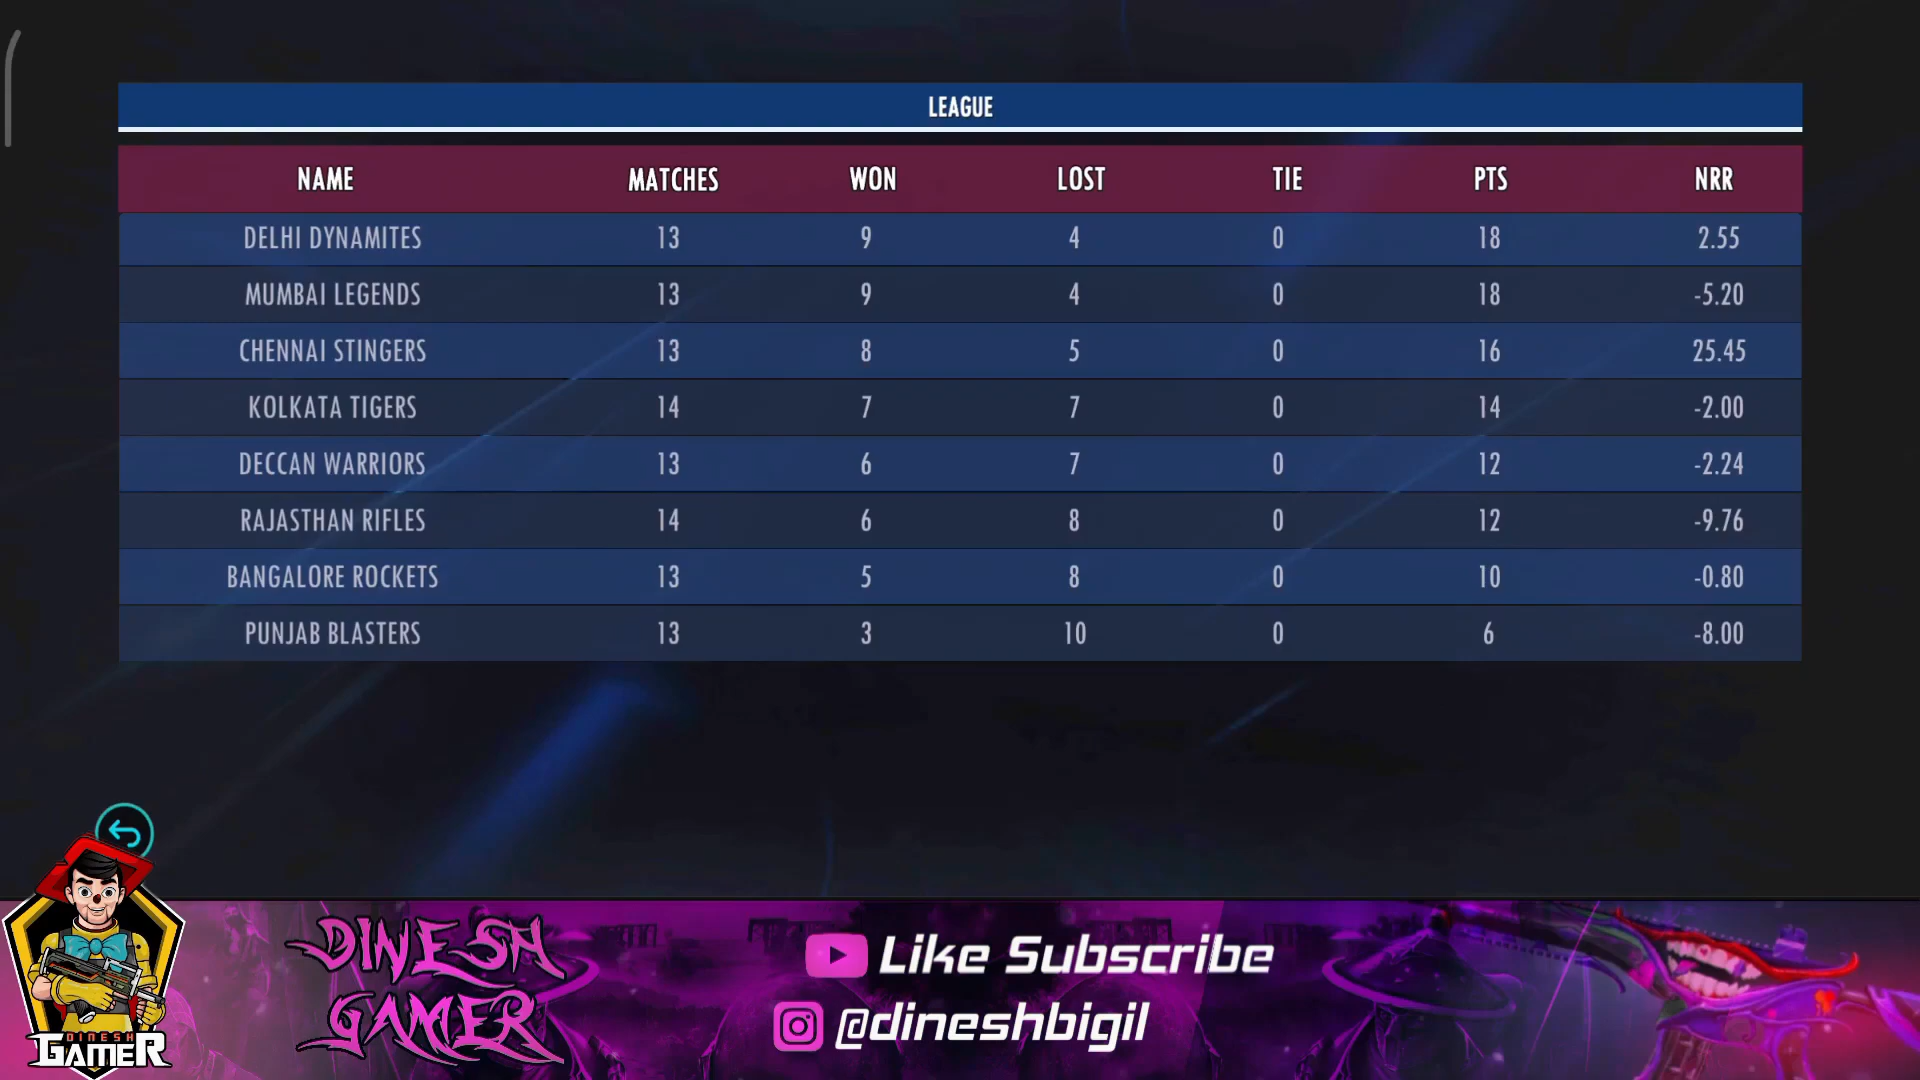 LEAGUE
NAME MATCHES WON LOST TIE PTS NRR
DELHI DYNAMITES 13 9 4 0 18 2.55
MUMBAI LEGENDS 13 9 4 0 18 -5.20
CHENNAI STINGERS 13 8 5 0 16 25.45
KOLKATA TIGERS 14 7 7 0 14 -2.00
DECCAN WARRIORS 13 6 7 0 12 -2.24
RAJASTHAN RIFLES 14 6 8 0 12 -9.76
BANGALORE ROCKETS 13 5 8 0 10 -0.80
PUNJAB BLASTERS 13 3 10 0 6 -8.00
DINESH
GAMER
DINESH
GAMER
Like Subscribe
@dineshbigil